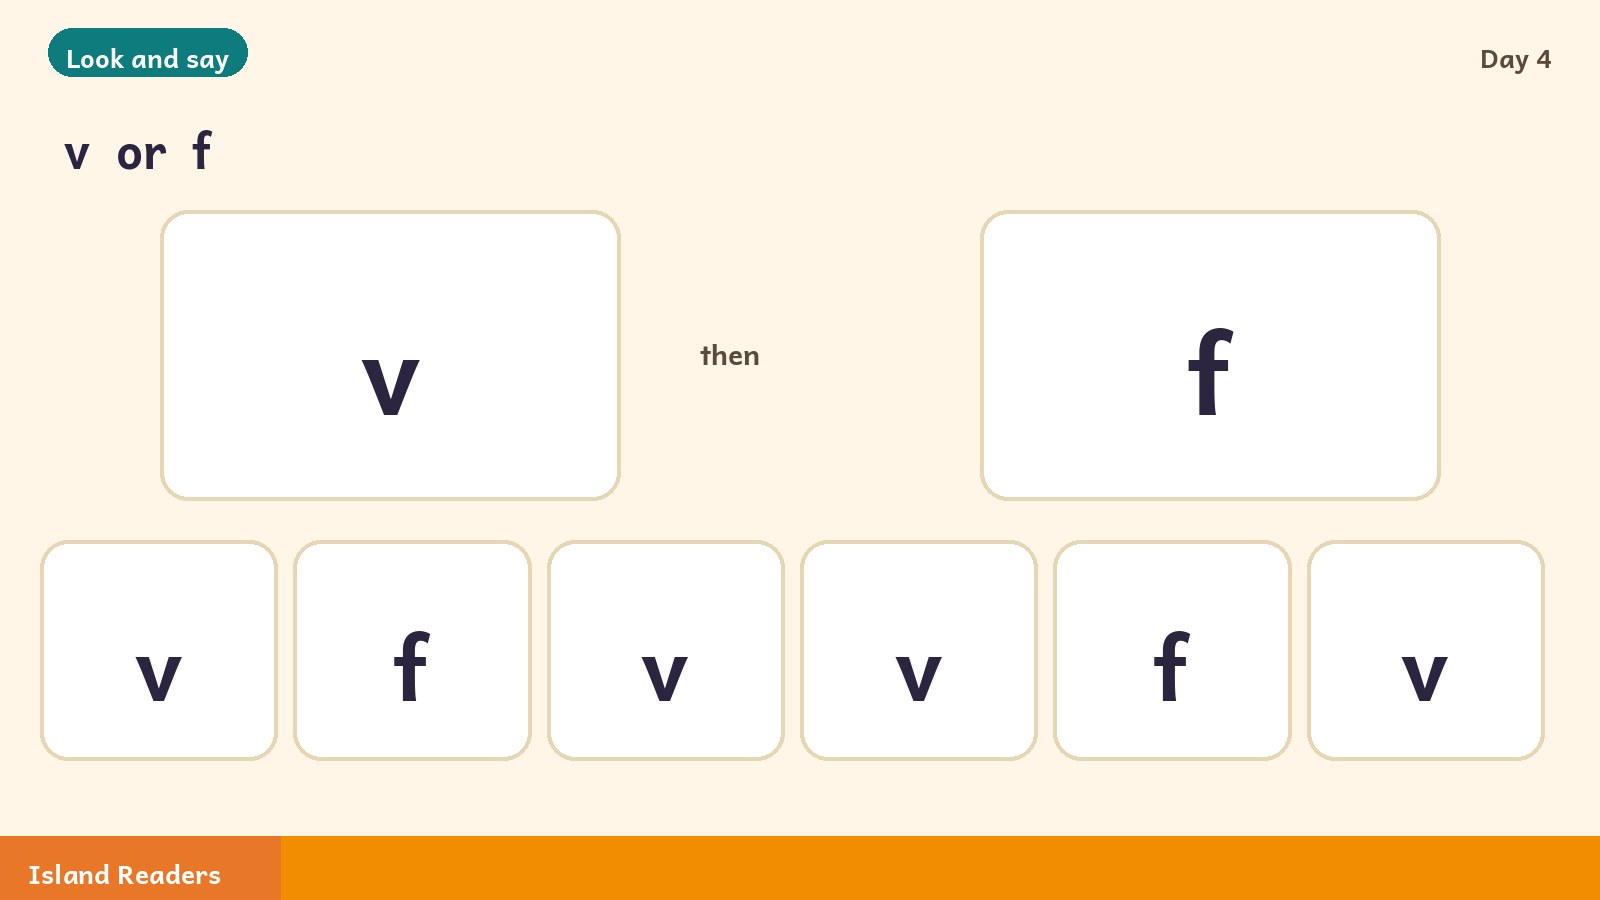 Look and say
Day 4
v or f
v then f
v f v v f v
Island Readers